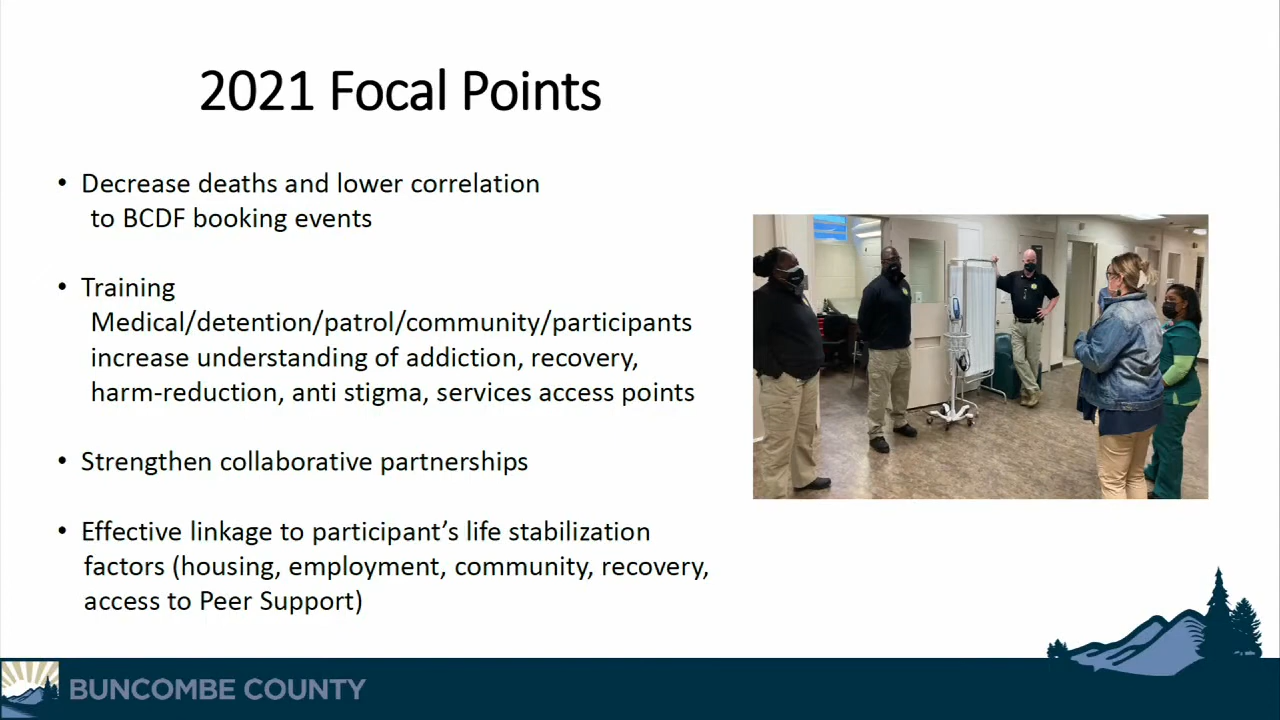 2021 Focal Points
• Decrease deaths and lower correlation
to BCDF booking events
• Training
Medical/detention/patrol/community/participants
increase understanding of addiction, recovery,
harm-reduction, anti stigma, services access points
• Strengthen collaborative partnerships
• Effective linkage to participant’s life stabilization
factors (housing, employment, community, recovery,
access to Peer Support)
BUNCOMBE COUNTY